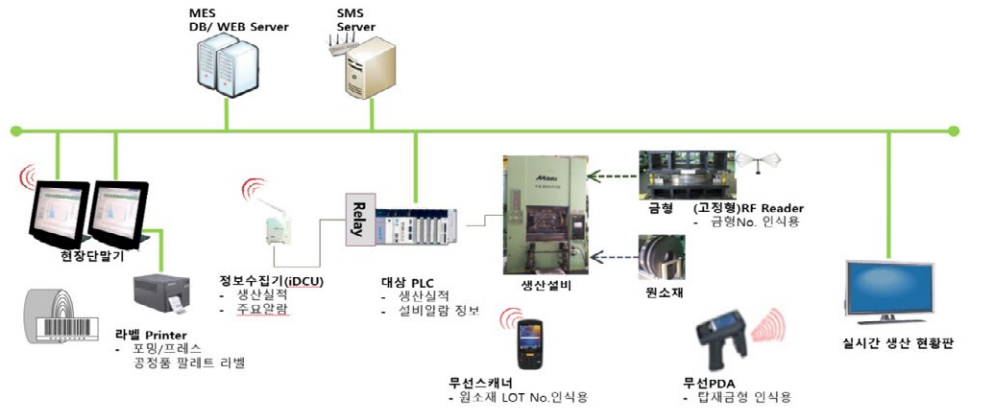 MES
DB/ WEB Server
SMS
Server
Relay
금형
(고정형)RF Reader
- 금형No. 인식용
현장단말기
정보수집기(iDCU)
- 생산실적
- 주요알람
대상 PLC
- 생산실적
- 설비알람 정보
생산설비
원소재
라벨 Printer
- 포밍/프레스
공정품 팔레트 라벨
무선스캐너
- 원소재 LOT No.인식용
무선PDA
- 탑재금형 인식용
실시간 생산 현황판